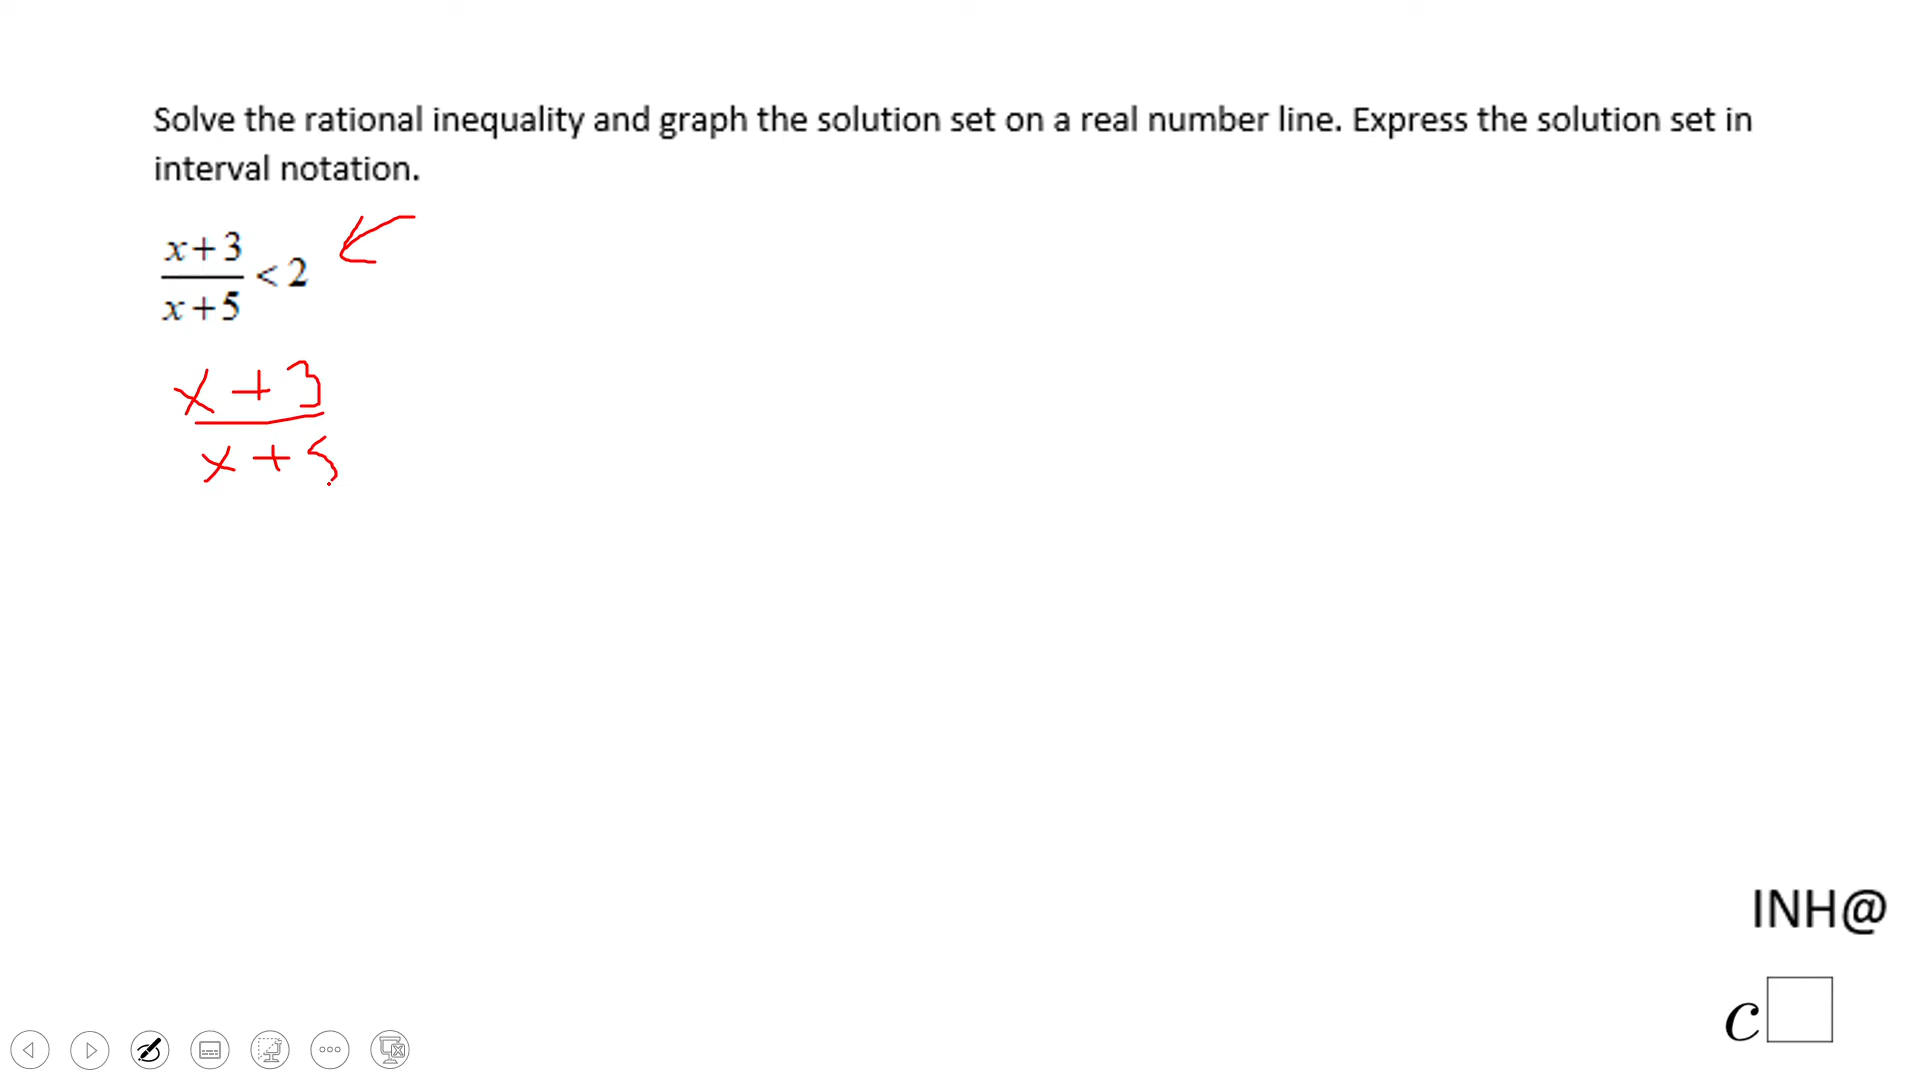 Solve the rational inequality and graph the solution set on a real number line. Express the solution set in
interval notation.
x+3
x+5
<2
x+3
x+5
INH@
c